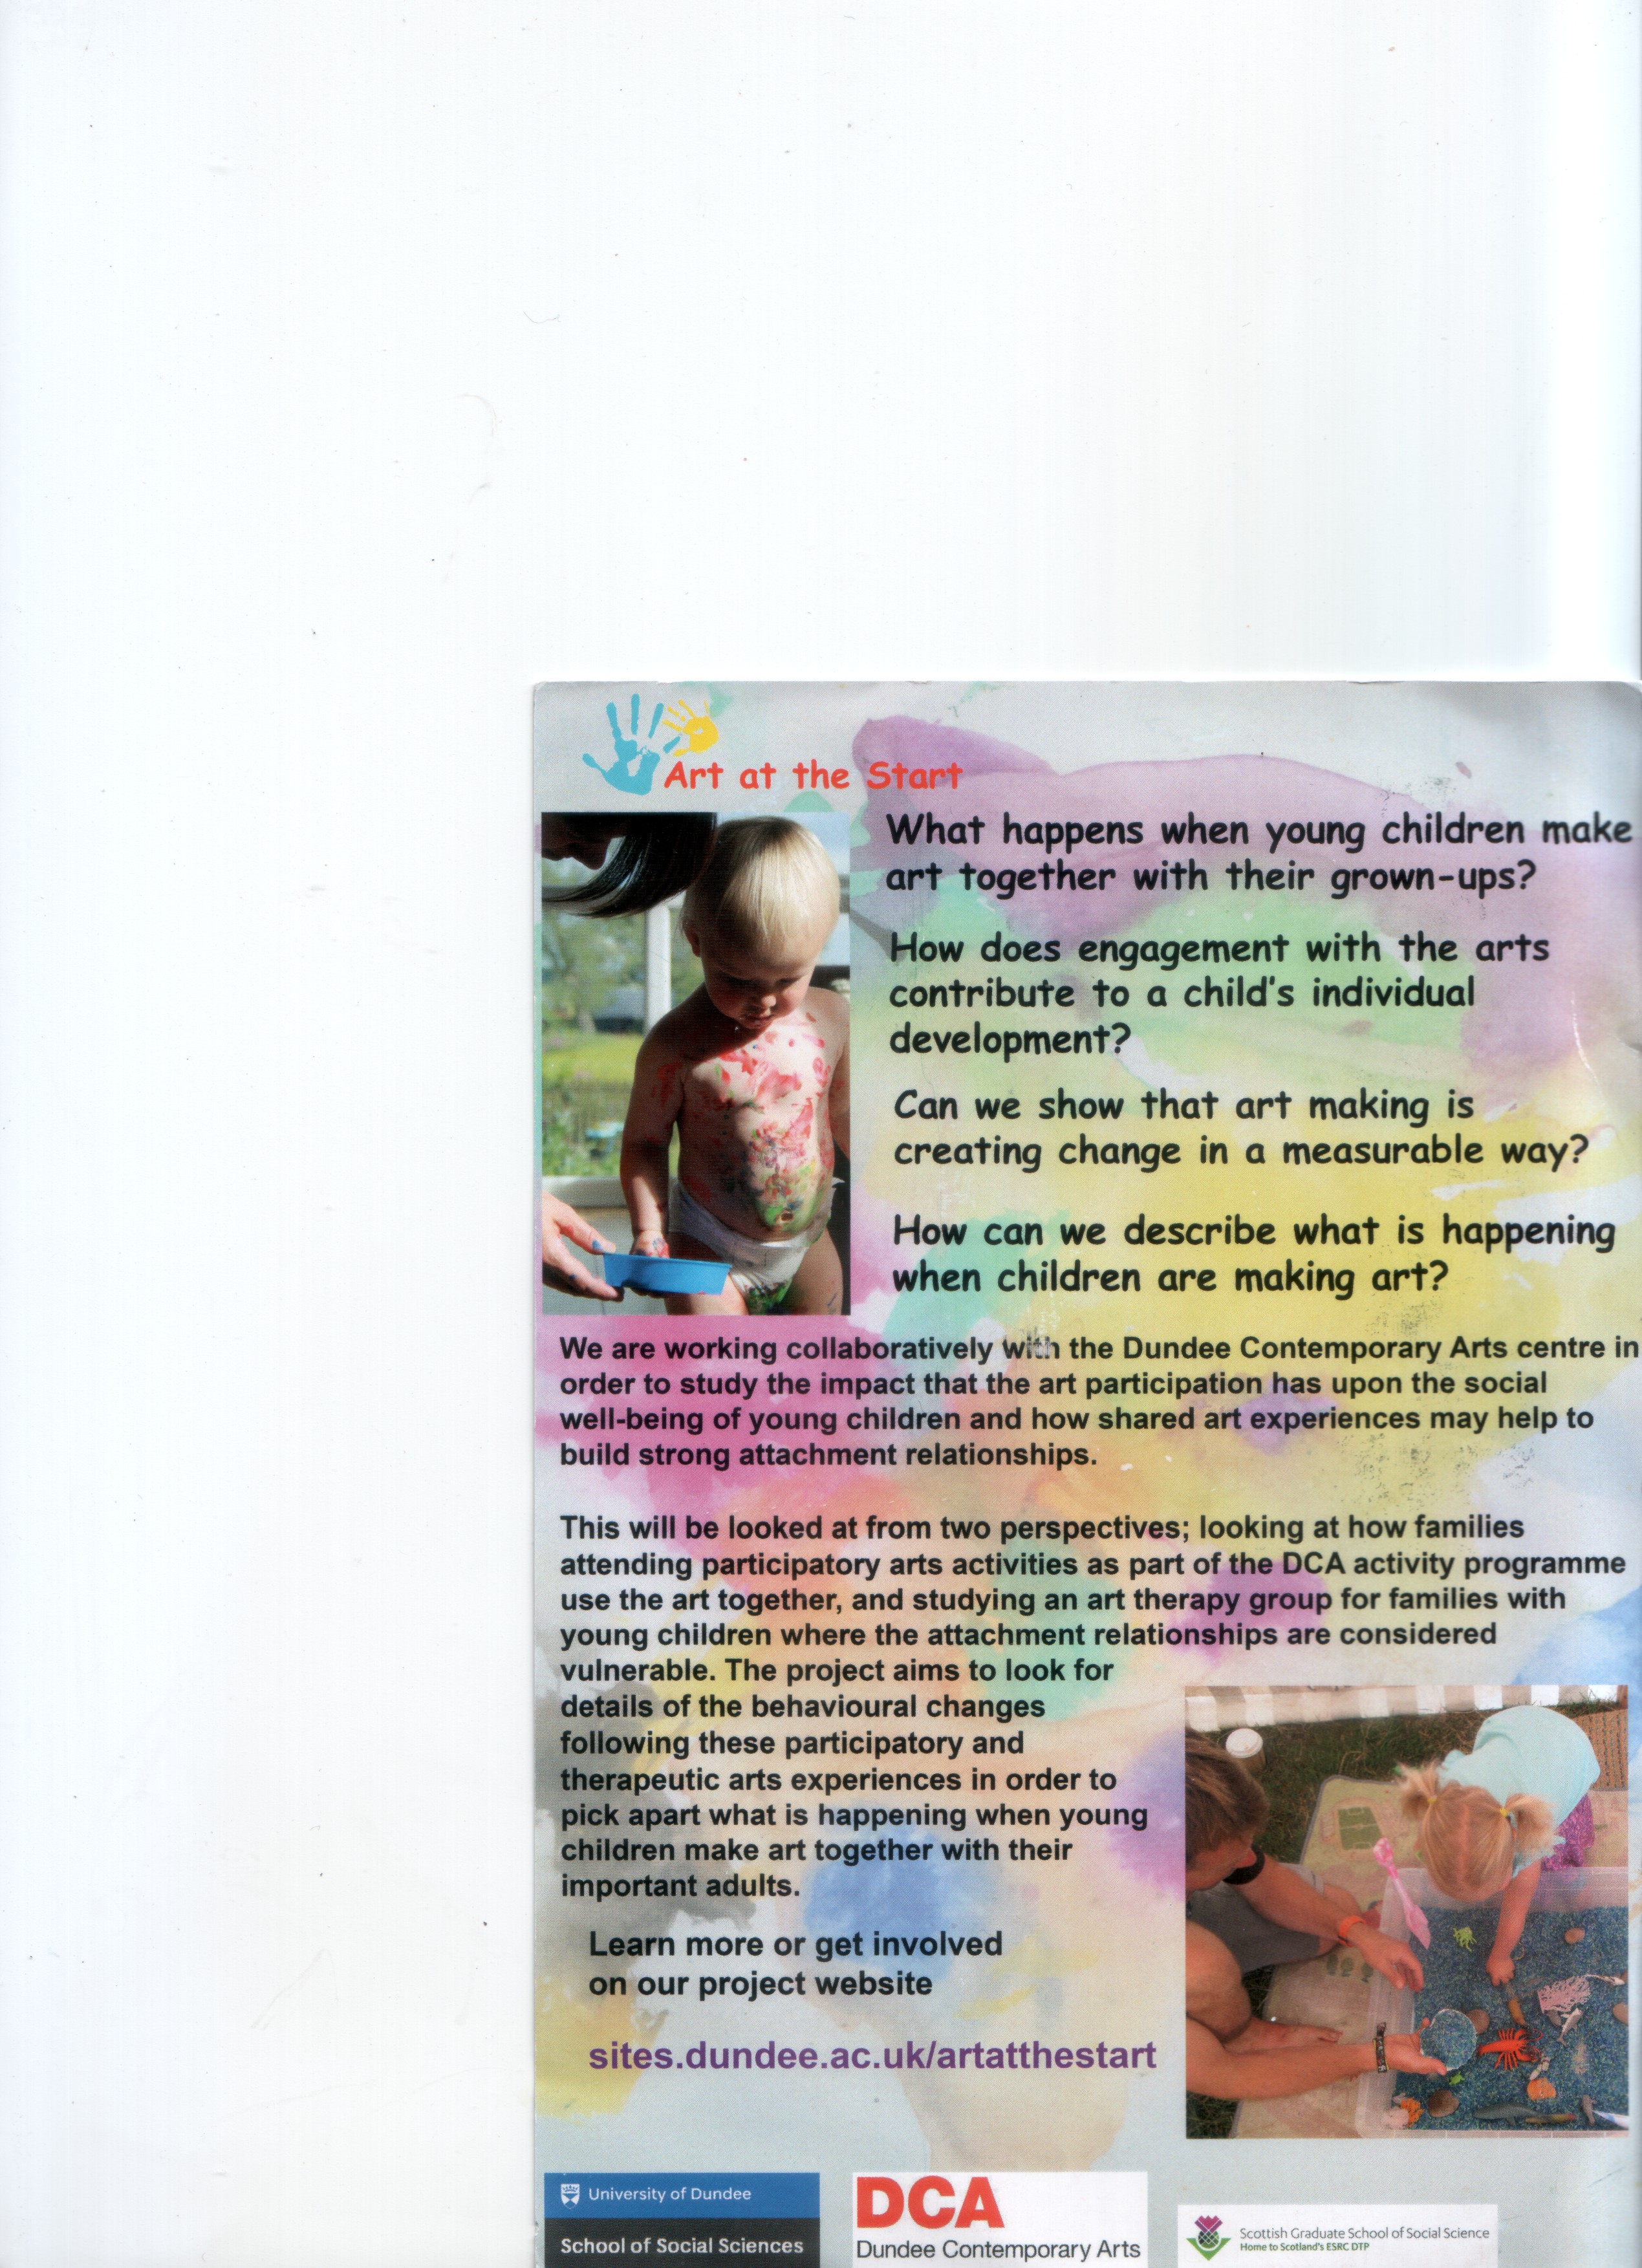 Art at the Start
What happens when young children make
art together with their grown-ups?
How does engagement with the arts
contribute to a child's individual
development?
Can we show that art making is
creating change in a measurable way?
How can we describe what is happening
when children are making art?
We are working collaboratively with the Dundee Contemporary Arts centre in
order to study the impact that the art participation has upon the social
well-being of young children and how shared art experiences may help to
build strong attachment relationships.
This will be looked at from two perspectives; looking at how families
attending participatory arts activities as part of the DCA activity programme
use the art together, and studying an art therapy group for families with
young children where the attachment relationships are considered
vulnerable. The project aims to look for
details of the behavioural changes
following these participatory and
therapeutic arts experiences in order to
pick apart what is happening when young
children make art together with their
important adults.
Learn more or get involved
on our project website
sites.dundee.ac.uk/artatthestart
University of Dundee
School of Social Sciences
DCA
Dundee Contemporary Arts
Scottish Graduate School of Social Science
Home to Scotland's ESRC DTP